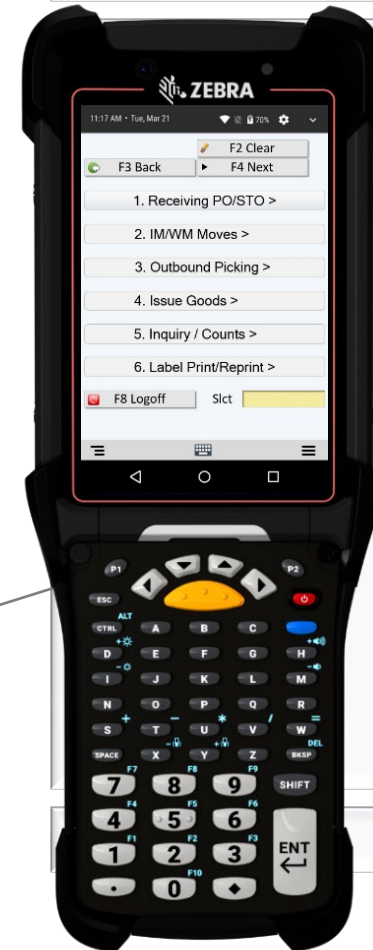 ZEBRA
11:17 AM • Tue, Mar 21 70%
F2 Clear
F3 Back F4 Next
1. Receiving PO/STO >
2. IM/WM Moves >
3. Outbound Picking >
4. Issue Goods >
5. Inquiry / Counts >
6. Label Print/Reprint >
F8 Logoff Slct
P1 P2
ESC
ALT
CTRL A B C
D E F G H
I J K L M
N O P Q R
+ - * / =
S T U V W
DEL
SPACE X Y Z BKSP
F7 F8 F9
7 8 9 SHIFT
F4 F5 F6
4 5 6
F1 F2 F3
1 2 3 ENT
F10
. 0